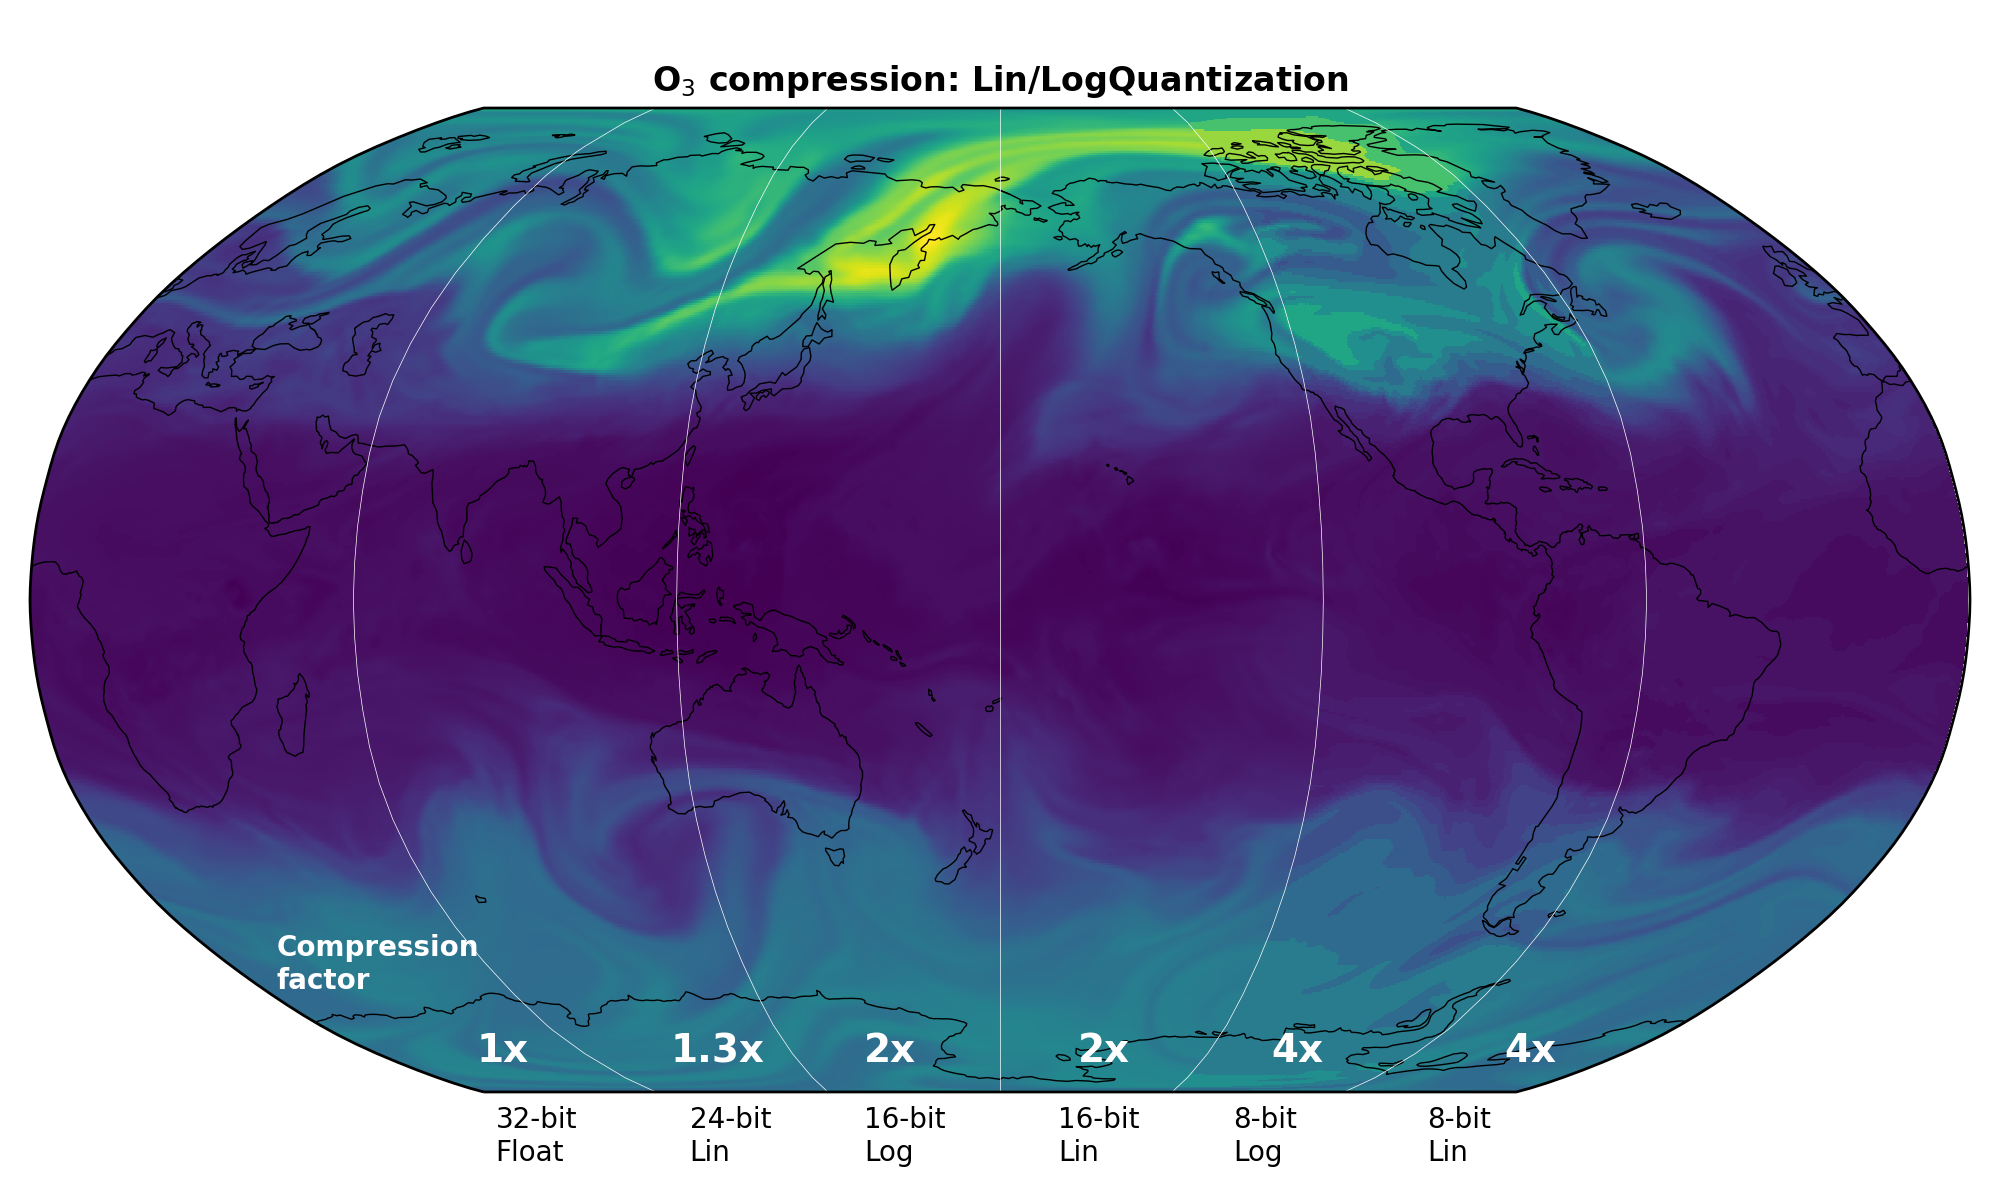 O₃ compression: Lin/LogQuantization
Compression
factor
1x 1.3x 2x 2x 4x 4x
32-bit 24-bit 16-bit 16-bit 8-bit 8-bit
Float Lin Log Lin Log Lin